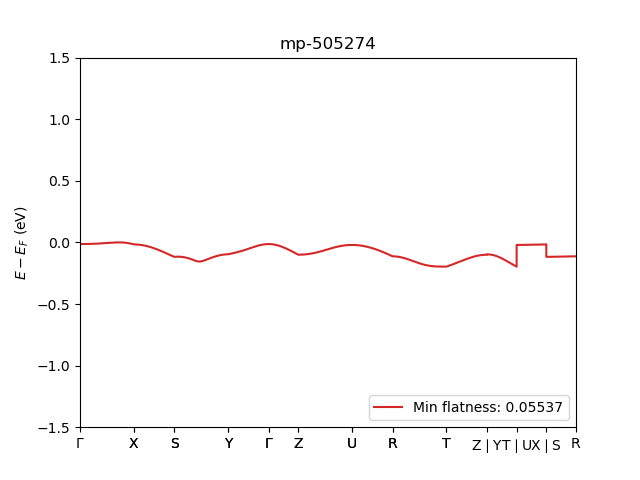 mp-505274
E − E_F (eV)
1.5
1.0
0.5
0.0
−0.5
−1.0
−1.5
Min flatness: 0.05537
Γ X S Y Γ Z U R T Z | YT | UX | S R